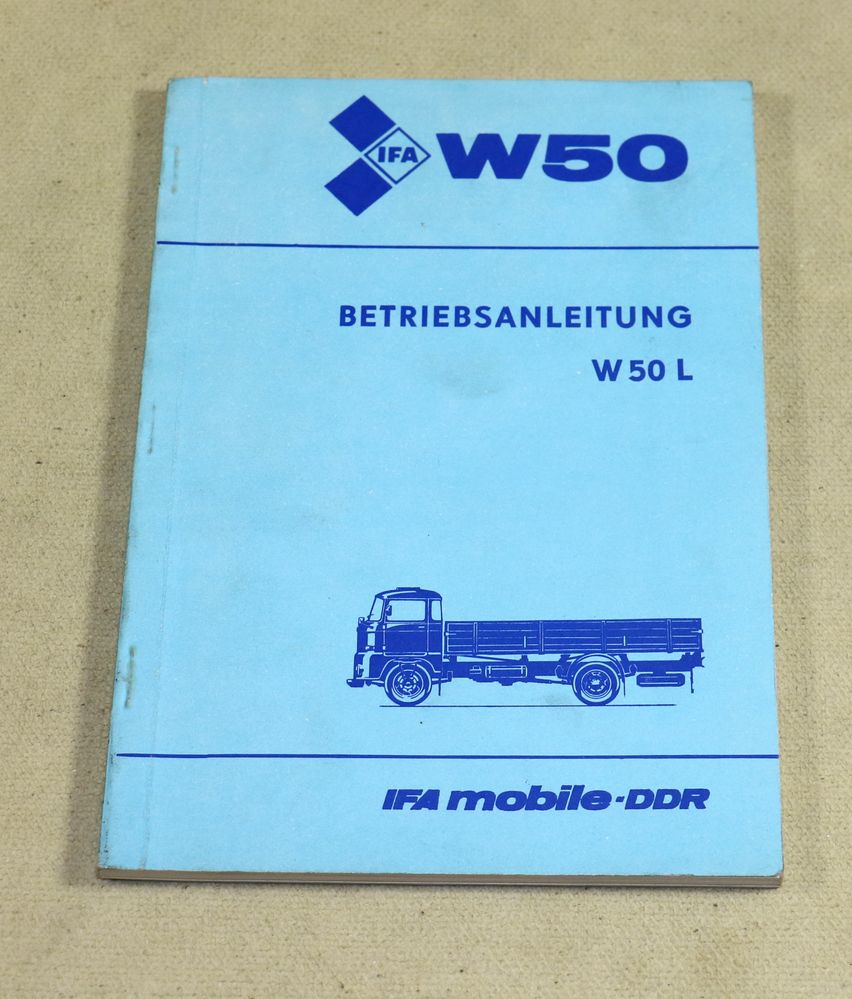 IFA W50
BETRIEBSANLEITUNG
W 50 L
IFA mobile-DDR